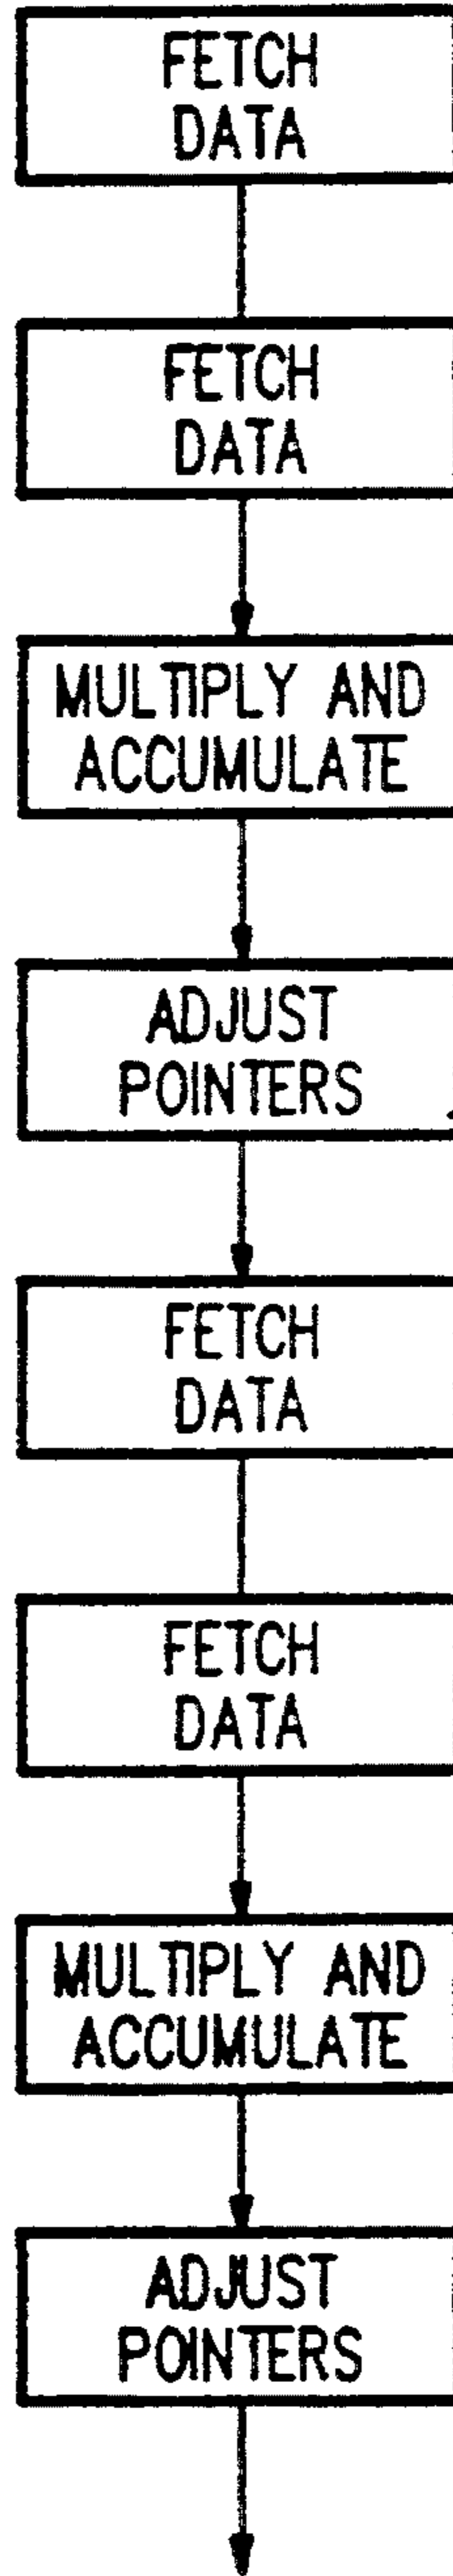 FETCH
DATA
FETCH
DATA
MULTIPLY AND
ACCUMULATE
ADJUST
POINTERS
FETCH
DATA
FETCH
DATA
MULTIPLY AND
ACCUMULATE
ADJUST
POINTERS